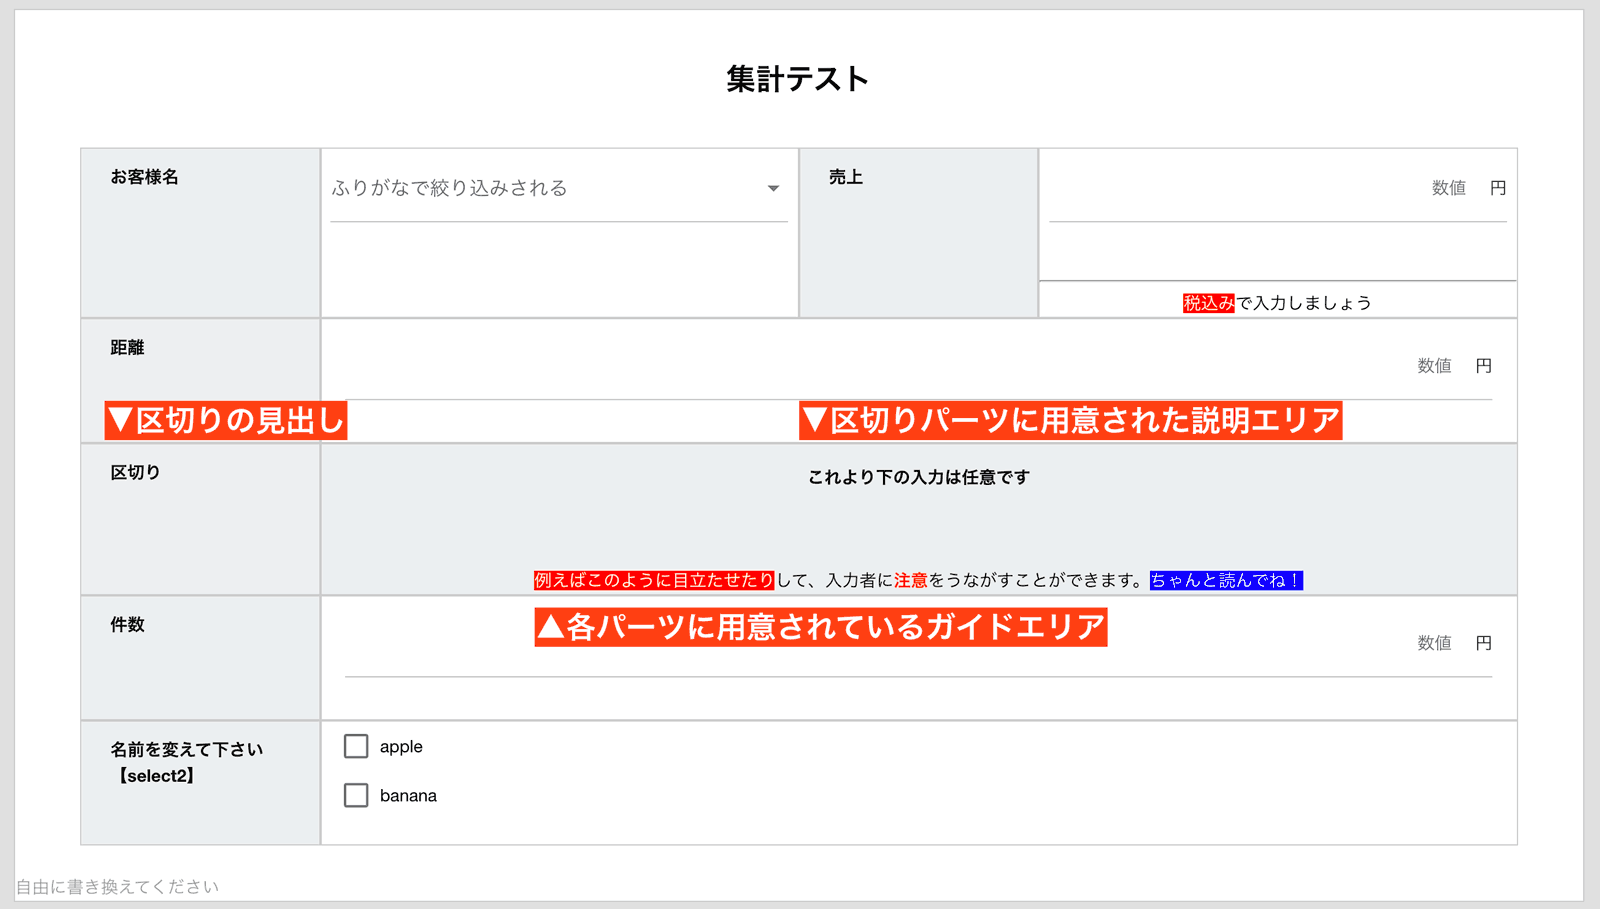 集計テスト
お客様名
ふりがなで絞り込みされる
売上
数値 円
税込みで入力しましょう
距離
数値 円
▼区切りの見出し
▼区切りパーツに用意された説明エリア
区切り
これより下の入力は任意です
例えばこのように目立たせたりして、入力者に注意をうながすことができます。ちゃんと読んでね！
▲各パーツに用意されているガイドエリア
件数
数値 円
名前を変えて下さい
【select2】
apple
banana
自由に書き換えてください